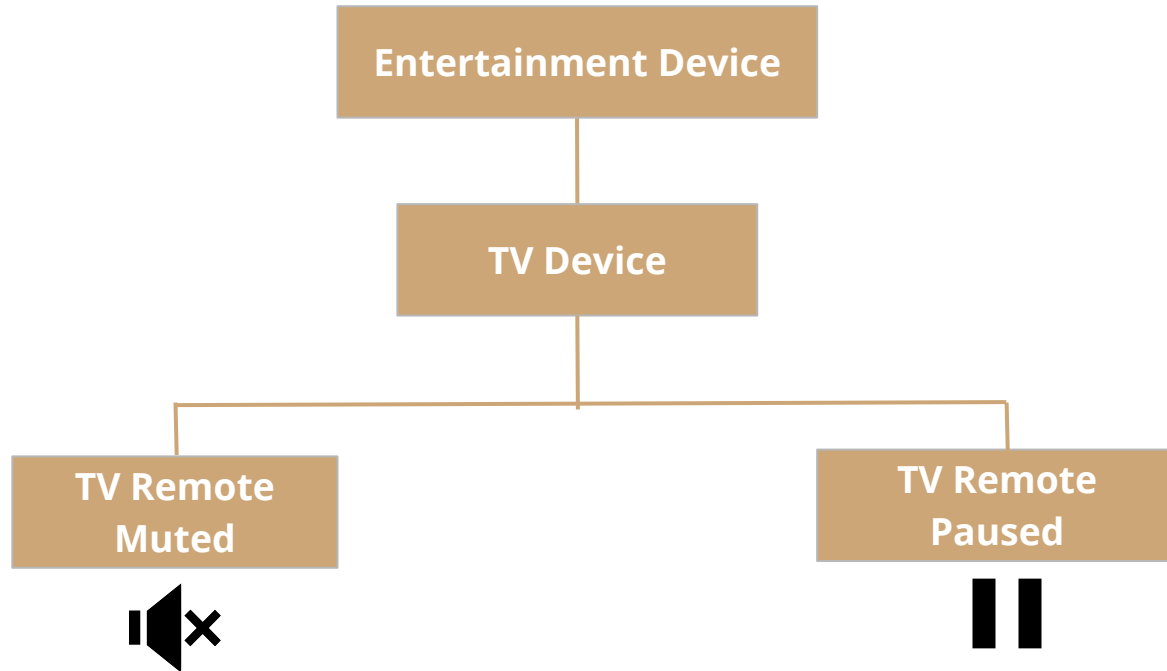 Entertainment Device
TV Device
TV Remote
Muted
TV Remote
Paused